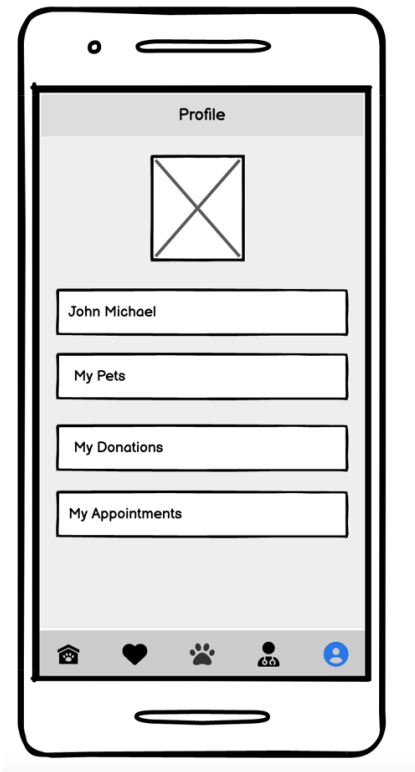 Profile
John Michael
My Pets
My Donations
My Appointments